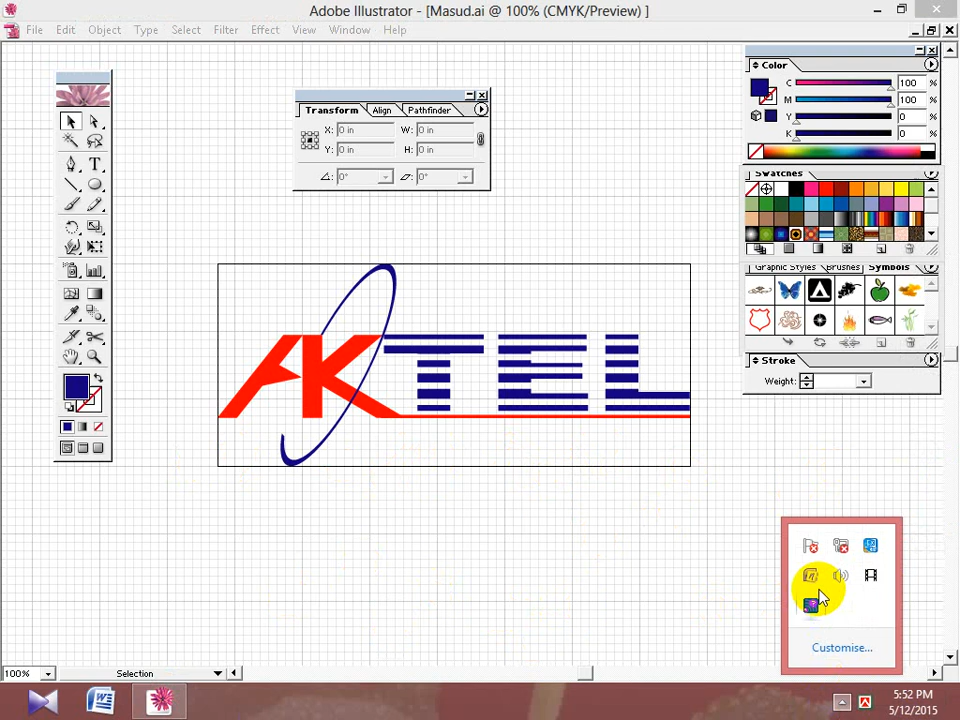 Adobe Illustrator - [Masud.ai @ 100% (CMYK/Preview) ]
File Edit Object Type Select Filter Effect View Window Help
Color
C 100 %
M 100 %
Y 0 %
K 0 %
Transform Align Pathfinder
X: 0 in W: 0 in
Y: 0 in H: 0 in
0° 0°
Swatches
Graphic Styles Brushes Symbols
Stroke
Weight:
AKTEL
Customise...
100% Selection
5:52 PM
5/12/2015